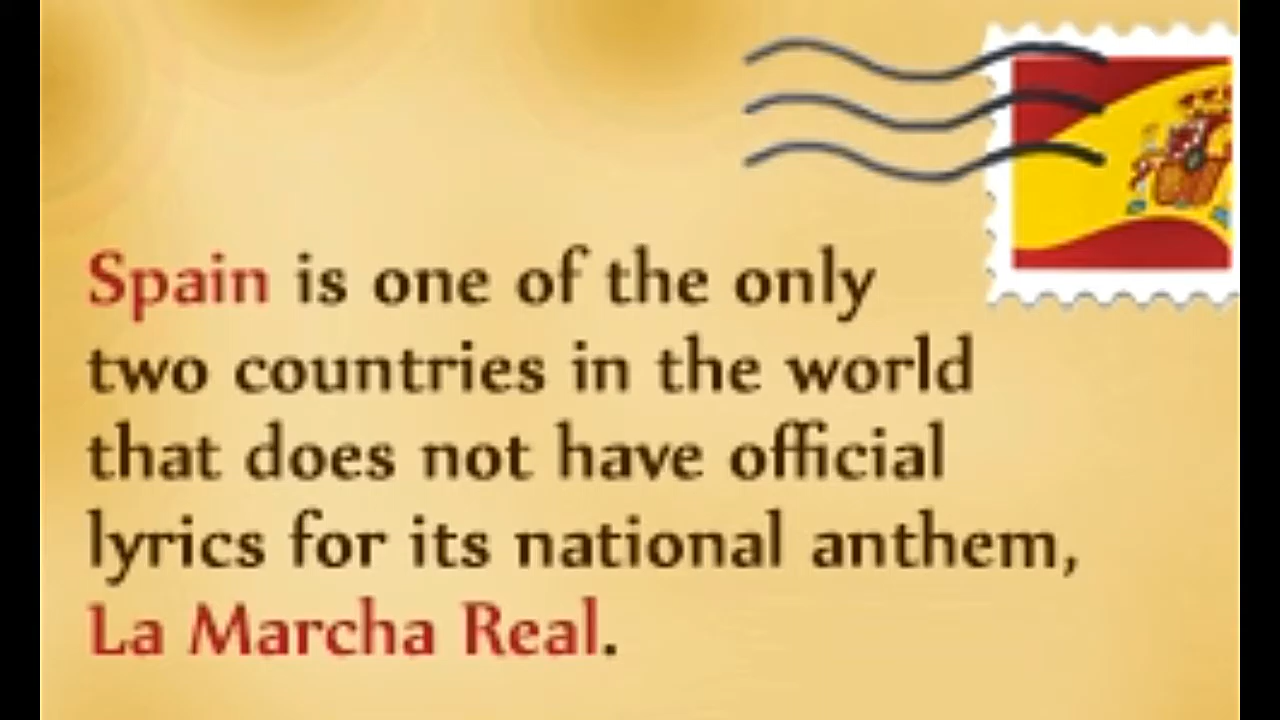 Spain is one of the only
two countries in the world
that does not have official
lyrics for its national anthem,
La Marcha Real.